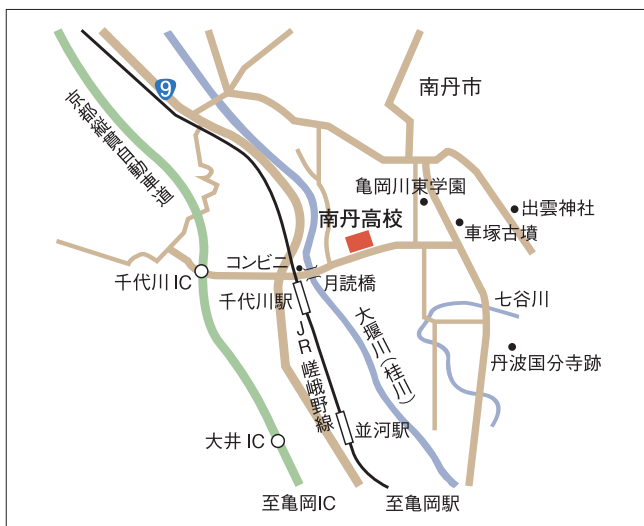 9
南丹市
京都縦貫自動車道
亀岡川東学園
出雲神社
南丹高校
車塚古墳
コンビニ
千代川 IC
月読橋
千代川駅
七谷川
大堰川(桂川)
JR嵯峨野線
丹波国分寺跡
大井 IC
並河駅
至亀岡IC
至亀岡駅